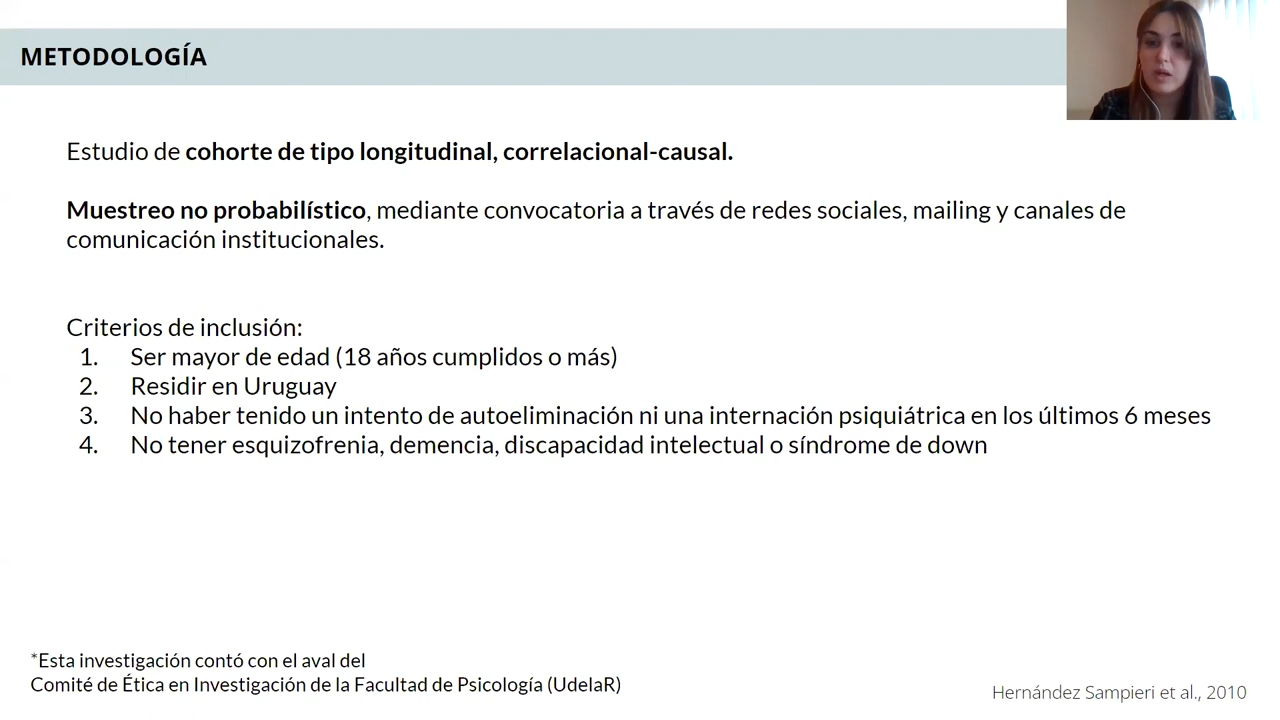 METODOLOGÍA
Estudio de cohorte de tipo longitudinal, correlacional-causal.
Muestreo no probabilístico, mediante convocatoria a través de redes sociales, mailing y canales de
comunicación institucionales.
Criterios de inclusión:
1. Ser mayor de edad (18 años cumplidos o más)
2. Residir en Uruguay
3. No haber tenido un intento de autoeliminación ni una internación psiquiátrica en los últimos 6 meses
4. No tener esquizofrenia, demencia, discapacidad intelectual o síndrome de down
*Esta investigación contó con el aval del
Comité de Ética en Investigación de la Facultad de Psicología (UdelaR)
Hernández Sampieri et al., 2010